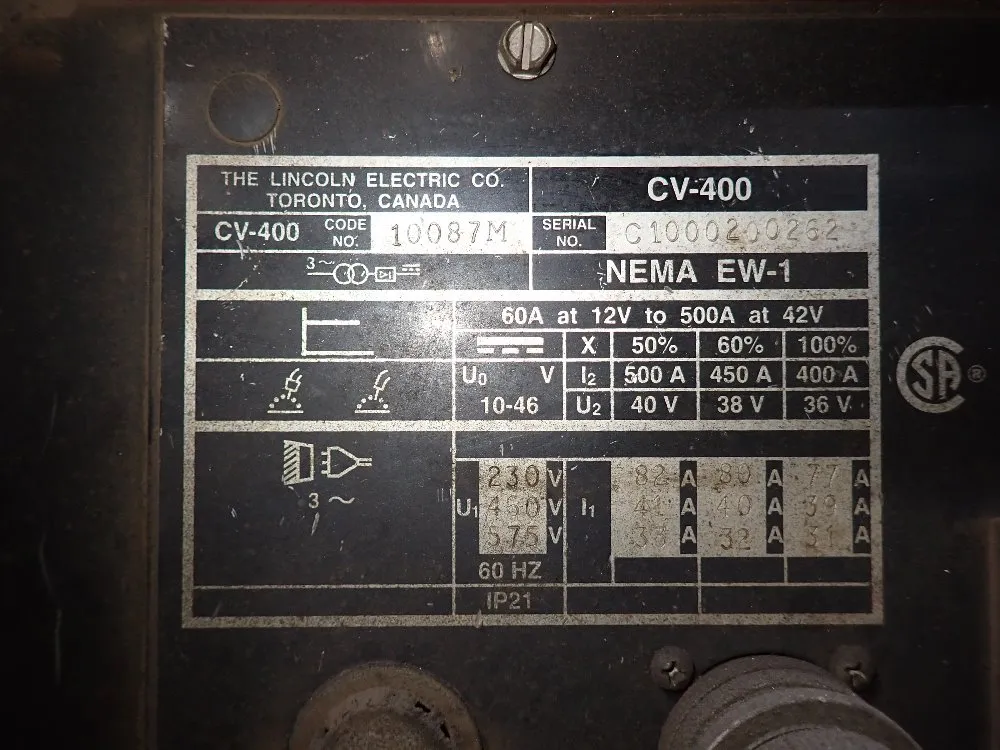 THE LINCOLN ELECTRIC CO.
TORONTO, CANADA
CV-400
CV-400 CODE NO. 10087M SERIAL NO. C1000200262
3~ NEMA EW-1
60A at 12V to 500A at 42V
X 50% 60% 100%
U0 V I2 500 A 450 A 400 A
10-46 U2 40 V 38 V 36 V
SA ®
3 ~
U1 230 V I1 82 A 80 A 77 A
460 V 41 A 40 A 39 A
575 V 33 A 32 A 31 A
60 HZ
IP21